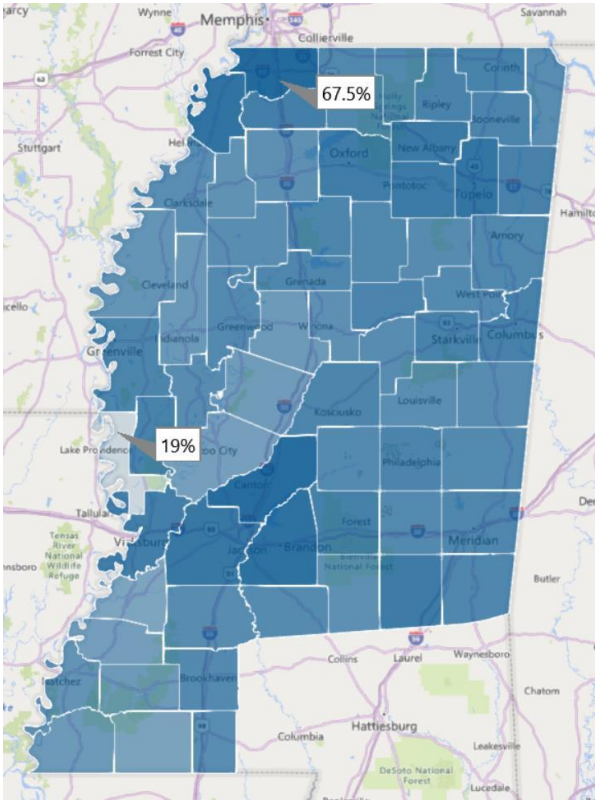 Wynne
Savannah
Memphis
Collierville
Forrest City
Corinth
Ripley
Booneville
Stuttgart
Oxford
New Albany
Pontotoc
Tupelo
Clarksdale
Amory
Cleveland
Grenada
West Point
Indianola
Greenwood
Winona
Starkville
Columbus
Greenville
Kosciusko
Louisville
67.5%
19%
Lake Providence
zoo City
Philadelphia
Canton
Tallulah
Vicksburg
Forest
Jackson
Brandon
Meridian
Tensas
River
National
Wildlife
Refuge
National Forest
Butler
Collins
Laurel
Waynesboro
Natchez
Brookhaven
Chatom
Columbia
Hattiesburg
Leakesville
DeSoto National
Forest
Lucedale